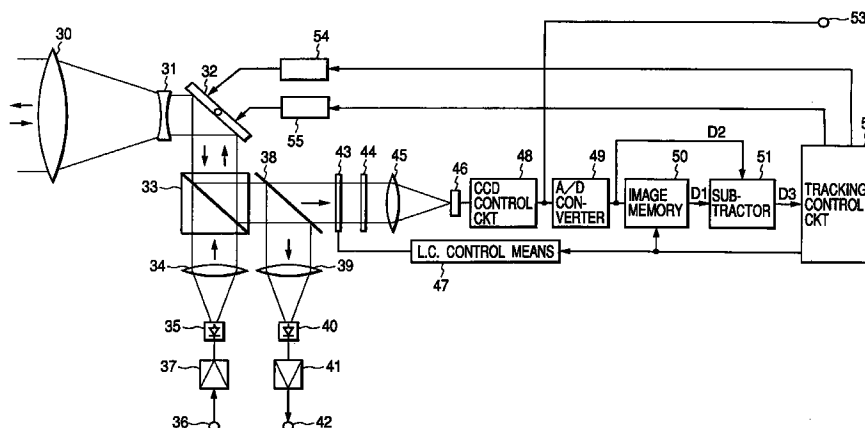 30
31
32
54
53
55
38
43
44
45
46
48
49
50
51
5
33
CCD
CONTROL
CKT
A/D
CON-
VERTER
IMAGE
MEMORY
D1
D2
SUB-
TRACTOR
D3
TRACKING
CONTROL
CKT
34
39
L.C. CONTROL MEANS
47
35
40
37
41
36
42